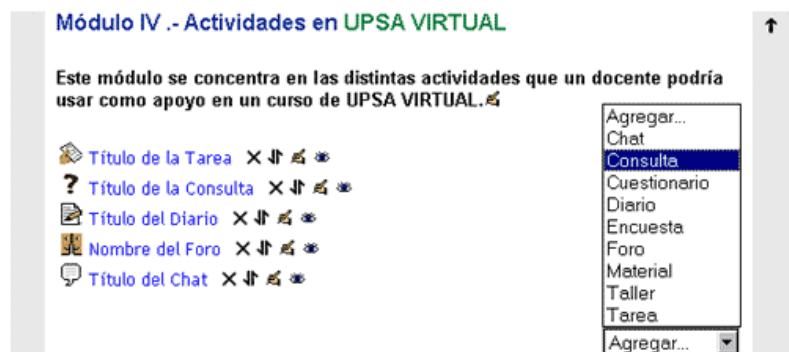 Módulo IV .- Actividades en UPSA VIRTUAL
Este módulo se concentra en las distintas actividades que un docente podría
usar como apoyo en un curso de UPSA VIRTUAL.
Título de la Tarea
Título de la Consulta
Título del Diario
Nombre del Foro
Título del Chat
Agregar...
Chat
Consulta
Cuestionario
Diario
Encuesta
Foro
Material
Taller
Tarea
Agregar...